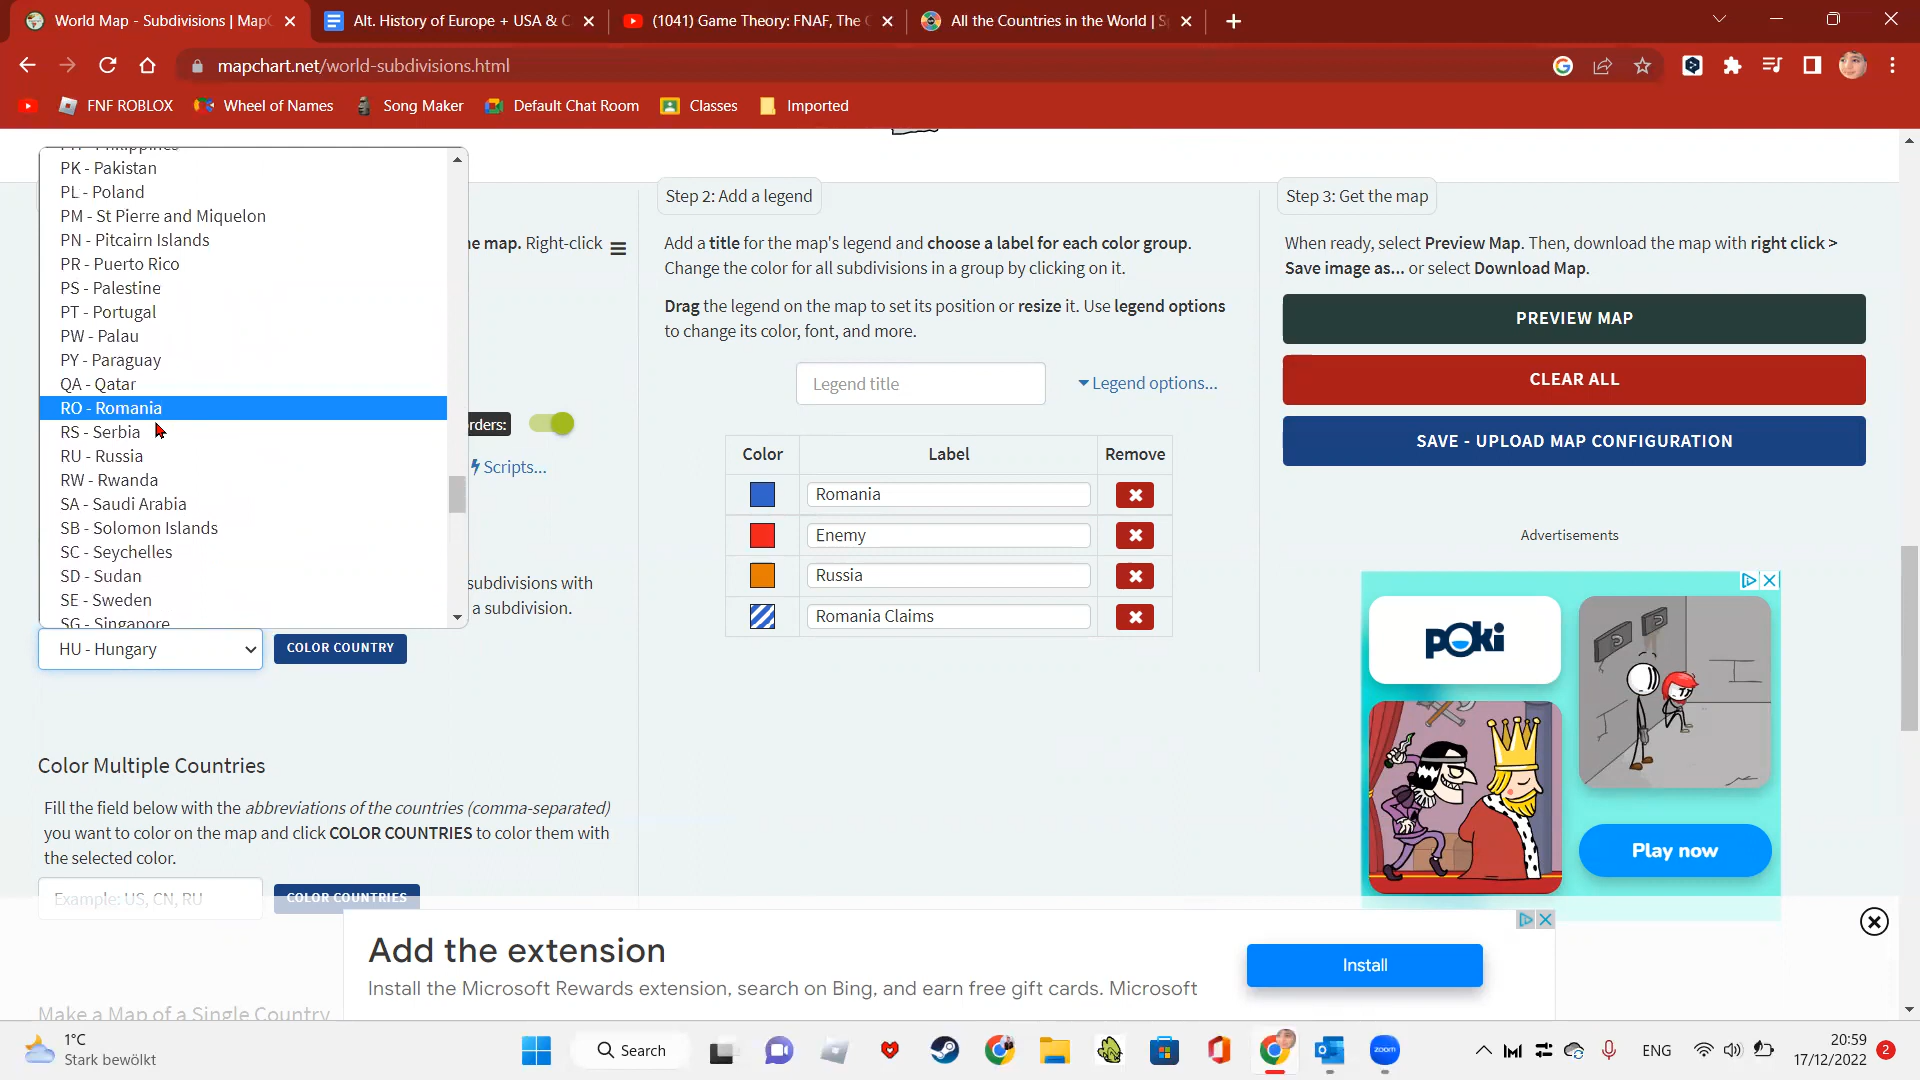 World Map - Subdivisions | MapC
Alt. History of Europe + USA & C
(1041) Game Theory: FNAF, The C
All the Countries in the World | S
mapchart.net/world-subdivisions.html
FNF ROBLOX
Wheel of Names
Song Maker
Default Chat Room
Classes
Imported
PK - Pakistan
PL - Poland
PM - St Pierre and Miquelon
PN - Pitcairn Islands
PR - Puerto Rico
PS - Palestine
PT - Portugal
PW - Palau
PY - Paraguay
QA - Qatar
RO - Romania
RS - Serbia
RU - Russia
RW - Rwanda
SA - Saudi Arabia
SB - Solomon Islands
SC - Seychelles
SD - Sudan
SE - Sweden
SG - Singapore
HU - Hungary
COLOR COUNTRY
e map. Right-click
rders:
Scripts...
subdivisions with
a subdivision.
Color Multiple Countries
Fill the field below with the abbreviations of the countries (comma-separated)
you want to color on the map and click COLOR COUNTRIES to color them with
the selected color.
Example: US, CN, RU
COLOR COUNTRIES
Make a Map of a Single Country
Step 2: Add a legend
Add a title for the map's legend and choose a label for each color group.
Change the color for all subdivisions in a group by clicking on it.
Drag the legend on the map to set its position or resize it. Use legend options
to change its color, font, and more.
Legend title
Legend options...
Color Label Remove
Romania
Enemy
Russia
Romania Claims
Step 3: Get the map
When ready, select Preview Map. Then, download the map with right click >
Save image as... or select Download Map.
PREVIEW MAP
CLEAR ALL
SAVE - UPLOAD MAP CONFIGURATION
Advertisements
POKi
Play now
Add the extension
Install the Microsoft Rewards extension, search on Bing, and earn free gift cards. Microsoft
Install
1°C
Stark bewölkt
Search
zoom
ENG
20:59
17/12/2022
2